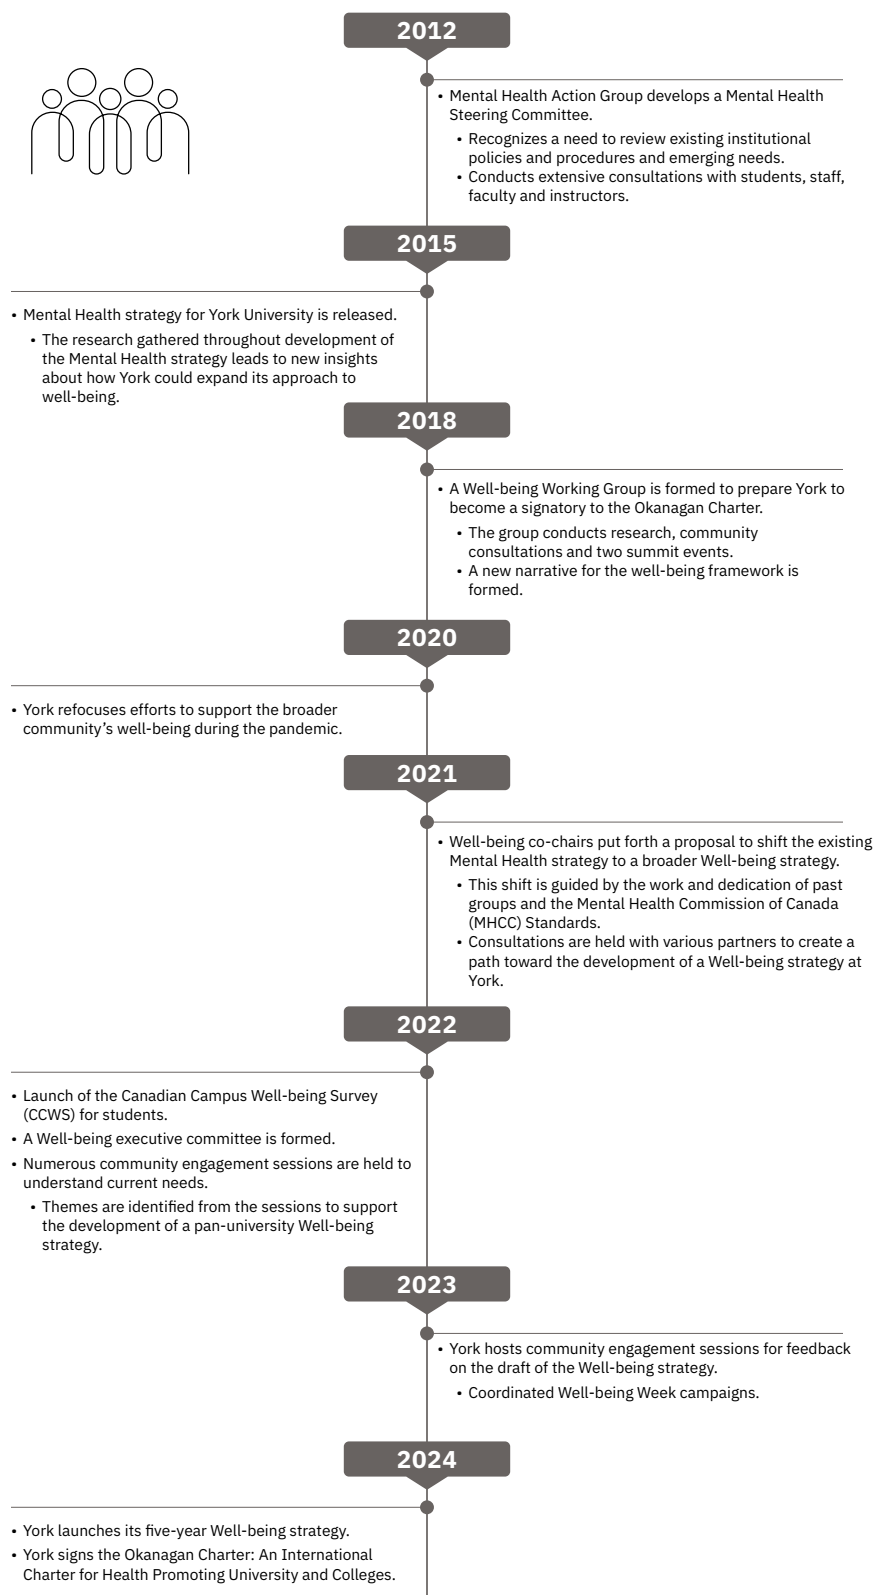 2012
• Mental Health Action Group develops a Mental Health
Steering Committee.
• Recognizes a need to review existing institutional
policies and procedures and emerging needs.
• Conducts extensive consultations with students, staff,
faculty and instructors.
2015
• Mental Health strategy for York University is released.
• The research gathered throughout development of
the Mental Health strategy leads to new insights
about how York could expand its approach to
well-being.
2018
• A Well-being Working Group is formed to prepare York to
become a signatory to the Okanagan Charter.
• The group conducts research, community
consultations and two summit events.
• A new narrative for the well-being framework is
formed.
2020
• York refocuses efforts to support the broader
community’s well-being during the pandemic.
2021
• Well-being co-chairs put forth a proposal to shift the existing
Mental Health strategy to a broader Well-being strategy.
• This shift is guided by the work and dedication of past
groups and the Mental Health Commission of Canada
(MHCC) Standards.
• Consultations are held with various partners to create a
path toward the development of a Well-being strategy at
York.
2022
• Launch of the Canadian Campus Well-being Survey
(CCWS) for students.
• A Well-being executive committee is formed.
• Numerous community engagement sessions are held to
understand current needs.
• Themes are identified from the sessions to support
the development of a pan-university Well-being
strategy.
2023
• York hosts community engagement sessions for feedback
on the draft of the Well-being strategy.
• Coordinated Well-being Week campaigns.
2024
• York launches its five-year Well-being strategy.
• York signs the Okanagan Charter: An International
Charter for Health Promoting University and Colleges.